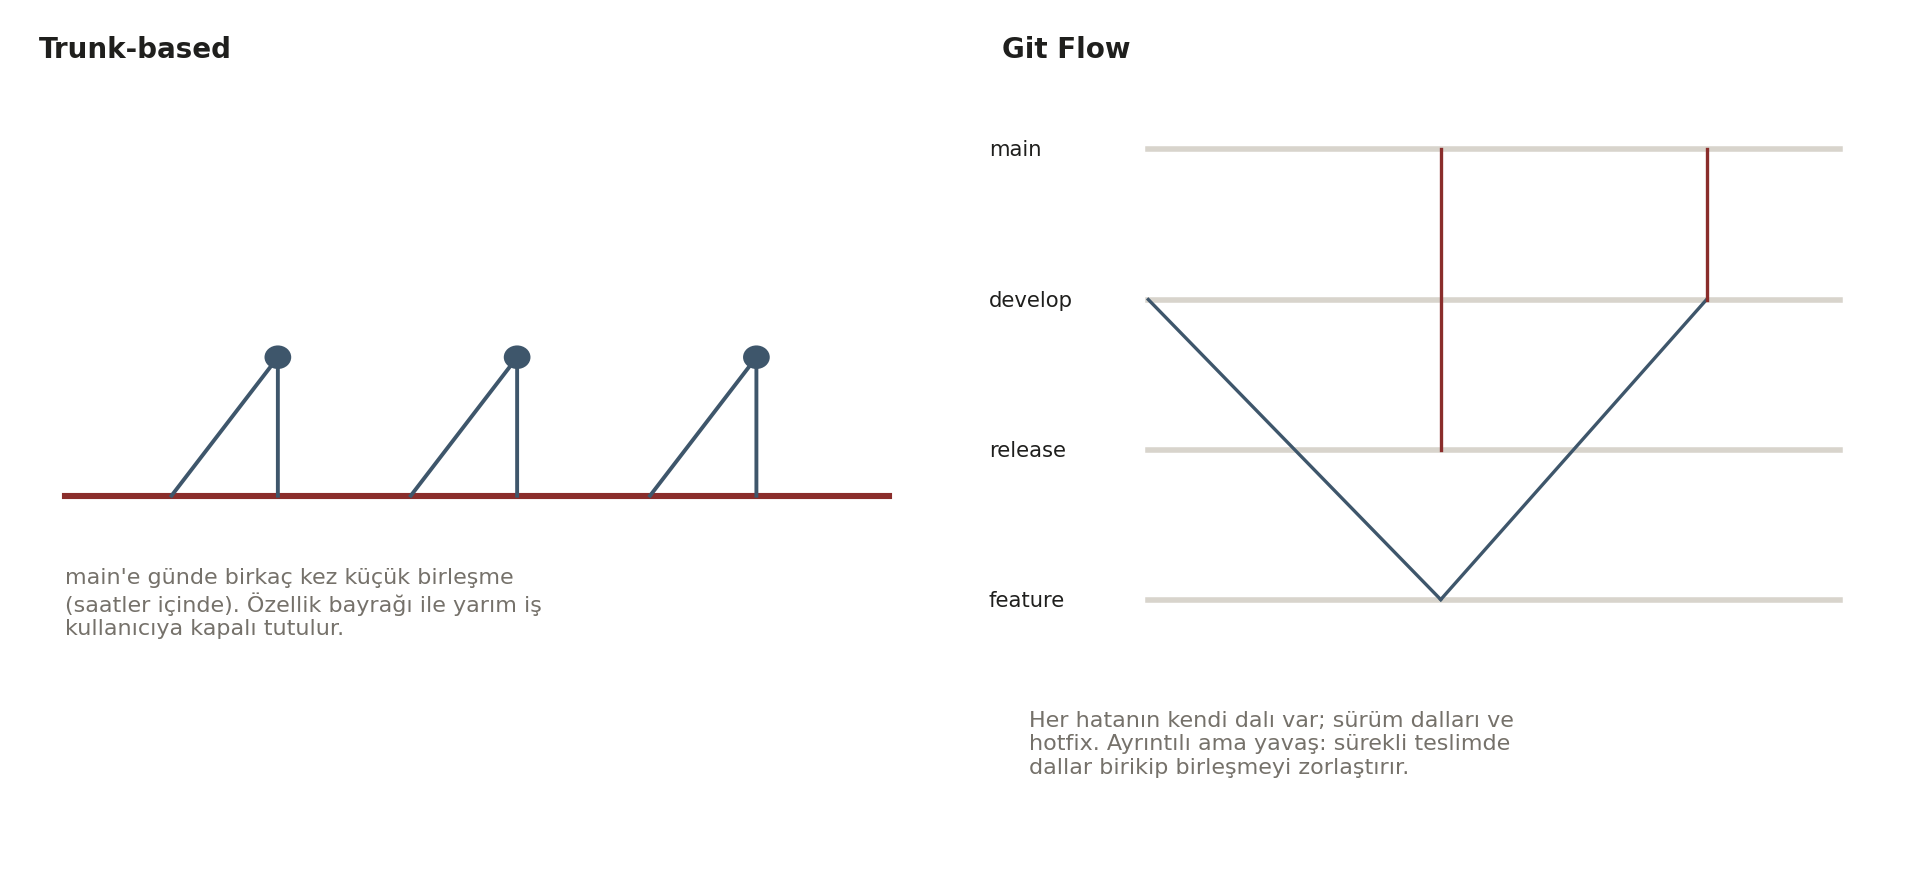 Trunk-based
main'e günde birkaç kez küçük birleşme
(saatler içinde). Özellik bayrağı ile yarım iş
kullanıcıya kapalı tutulur.
Git Flow
main
develop
release
feature
Her hatanın kendi dalı var; sürüm dalları ve
hotfix. Ayrıntılı ama yavaş: sürekli teslimde
dallar birikip birleşmeyi zorlaştırır.